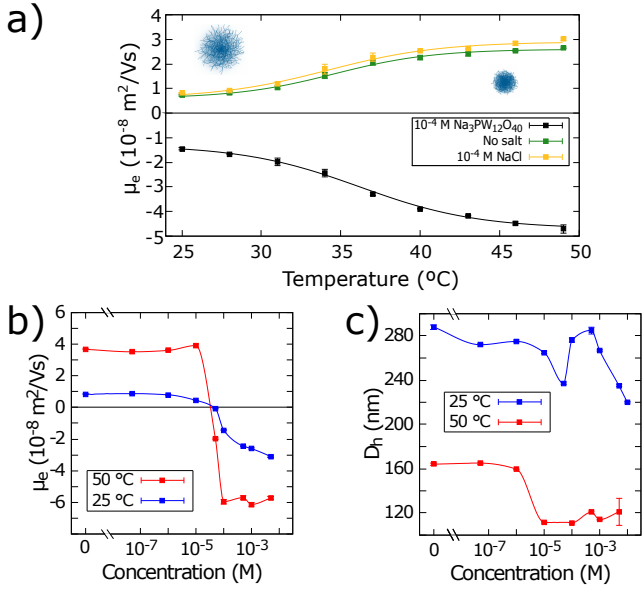 a)
4
3
2
1
0
-1
-2
-3
-4
-5
μe (10-8 m2/Vs)
10-4 M Na3PW12O40
No salt
10-4 M NaCl
25 30 35 40 45 50
Temperature (ºC)
b)
6
4
2
0
-2
-4
-6
μe (10-8 m2/Vs)
50 ºC
25 ºC
0 10-7 10-5 10-3
Concentration (M)
c)
280
240
200
160
120
Dh (nm)
25 ºC
50 ºC
0 10-7 10-5 10-3
Concentration (M)